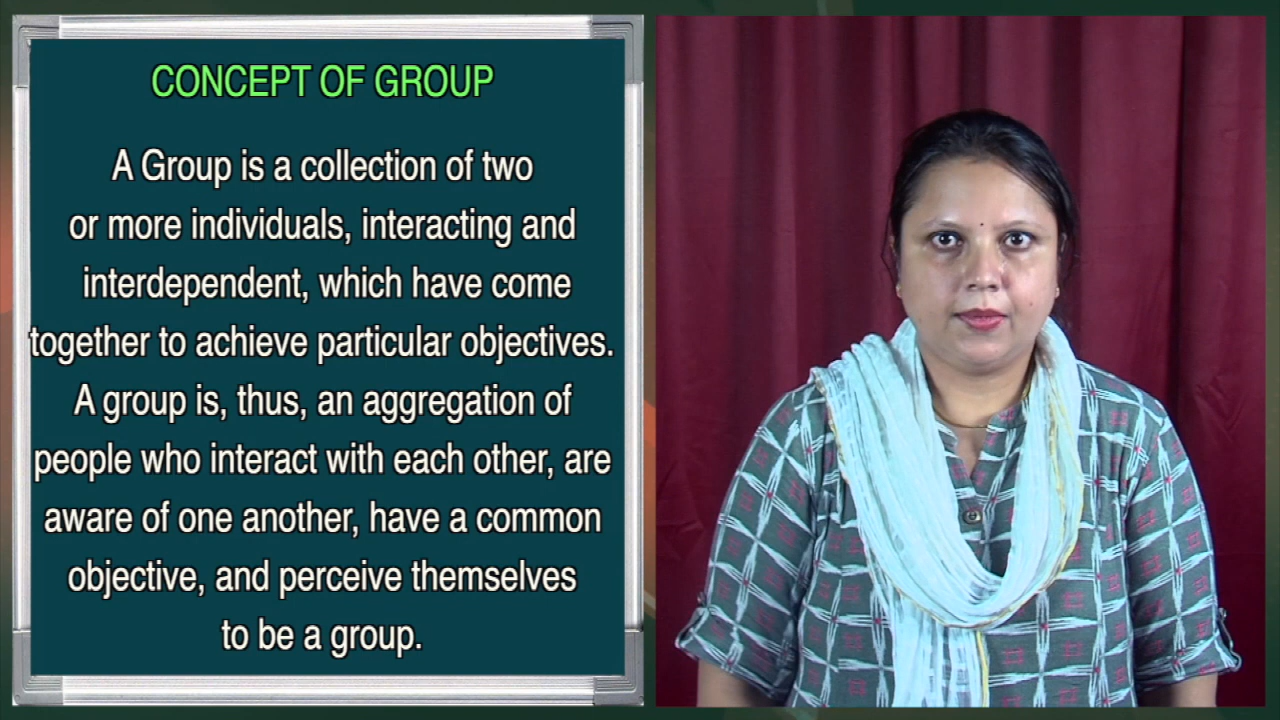 CONCEPT OF GROUP
A Group is a collection of two
or more individuals, interacting and
interdependent, which have come
together to achieve particular objectives.
A group is, thus, an aggregation of
people who interact with each other, are
aware of one another, have a common
objective, and perceive themselves
to be a group.